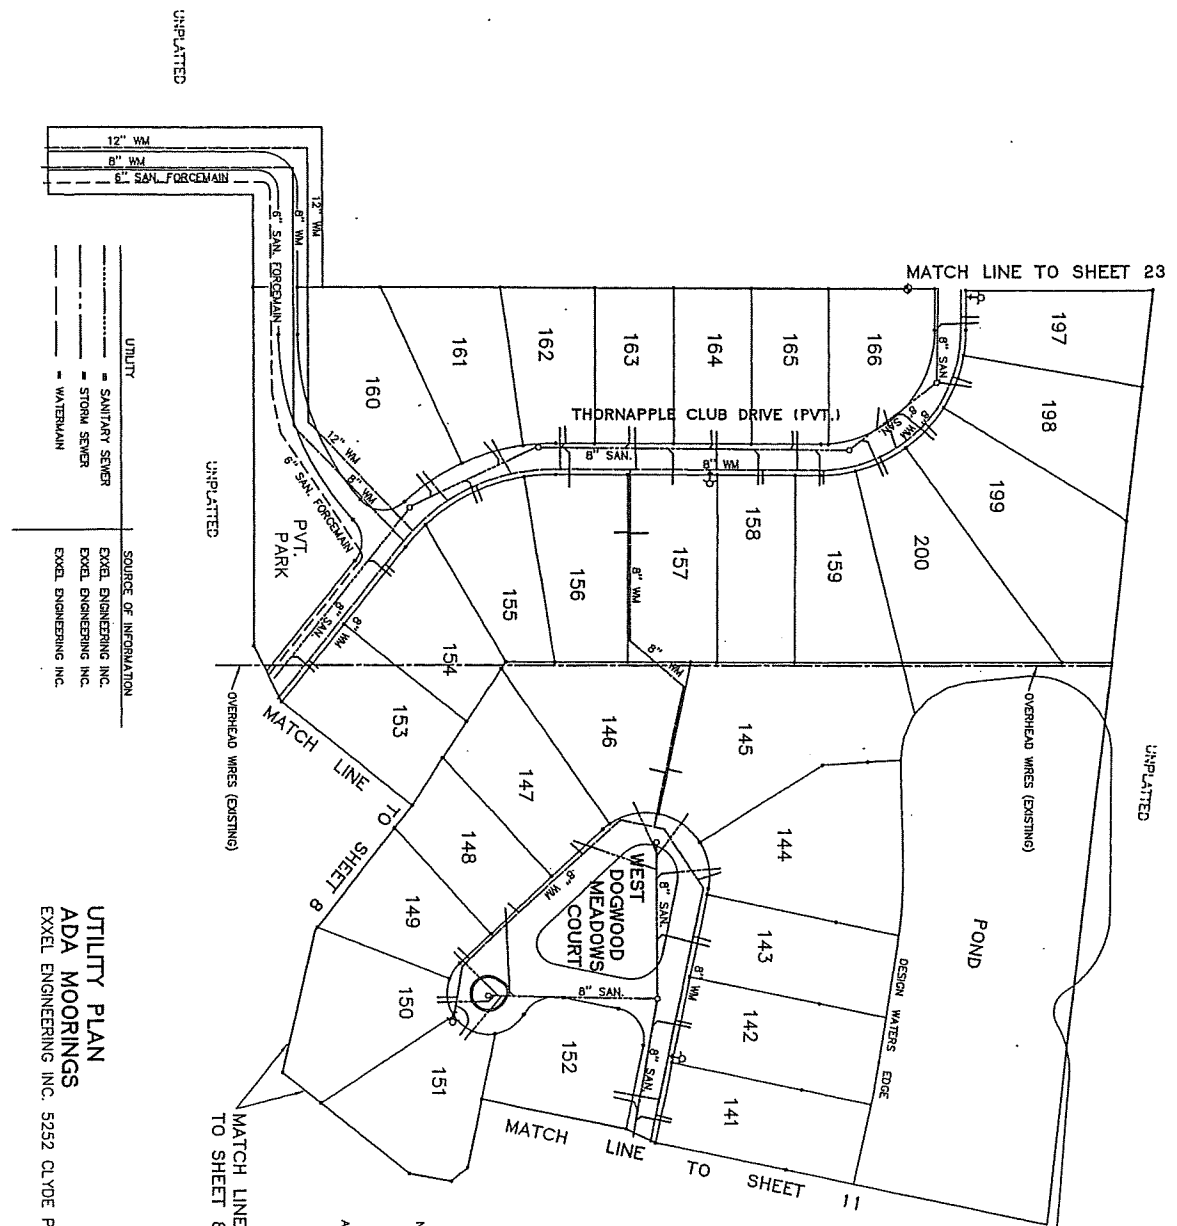 UNPLATTED
12" WM
8" WM
6" SAN. FORCEMAIN
12" WM
8" WM
6" SAN. FORCEMAIN
MATCH LINE TO SHEET 23
197
198
199
200
166
165
164
163
162
161
160
8" SAN.
8" WM
8" SAN.
THORNAPPLE CLUB DRIVE (PVT.)
8" SAN.
8" WM
12" WM
8" WM
6" SAN. FORCEMAIN
UNPLATTED
PVT.
PARK
159
158
157
156
155
154
153
8" WM
8" WM
8" SAN.
8" WM
OVERHEAD WIRES (EXISTING)
OVERHEAD WIRES (EXISTING)
UNPLATTED
MATCH LINE TO SHEET 8
146
145
147
144
148
149
143
142
141
150
151
152
WEST
DOGWOOD
MEADOWS
COURT
8" WM
8" SAN.
8" SAN.
8" WM
8" SAN.
POND
DESIGN WATERS EDGE
MATCH LINE TO SHEET 11
MATCH LINE
TO SHEET 8
UTILITY
SOURCE OF INFORMATION
= SANITARY SEWER
EXXEL ENGINEERING INC.
= STORM SEWER
EXXEL ENGINEERING INC.
= WATERMAIN
EXXEL ENGINEERING INC.
UTILITY PLAN
ADA MOORINGS
EXXEL ENGINEERING INC. 5252 CLYDE P